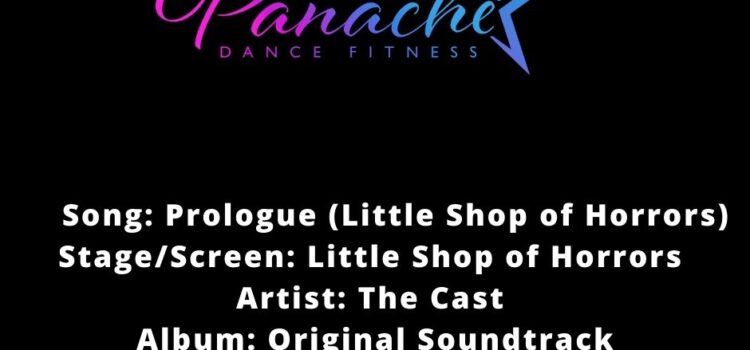 Panache
DANCE FITNESS
Song: Prologue (Little Shop of Horrors)
Stage/Screen: Little Shop of Horrors
Artist: The Cast
Album: Original Soundtrack